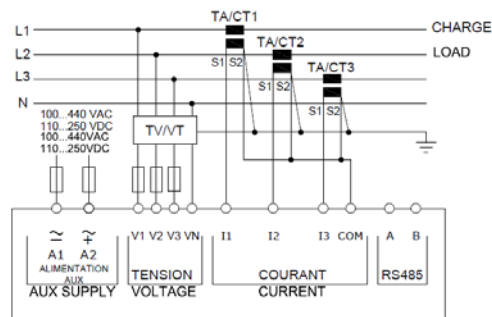 TA/CT1
L1
CHARGE
TA/CT2
L2
LOAD
S1 S2
TA/CT3
L3
S1 S2
N
S1 S2
100...440 VAC
110...250 VDC
100...440VAC
110...250VDC
TV/VT
V1 V2 V3 VN I1 I2 I3 COM A B
A1 A2
ALIMENTATION
AUX
AUX SUPPLY
TENSION
VOLTAGE
COURANT
CURRENT
RS485